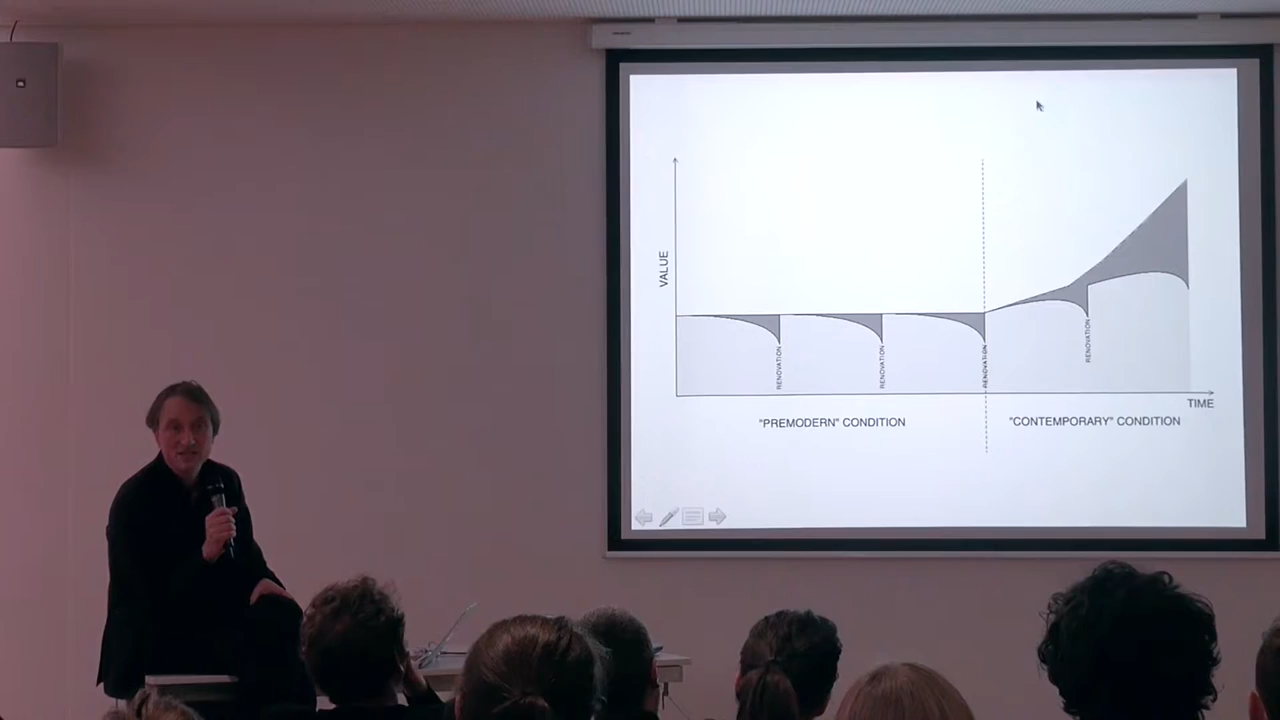 VALUE
RENOVATION
RENOVATION
RENOVATION
RENOVATION
TIME
"PREMODERN" CONDITION
"CONTEMPORARY" CONDITION